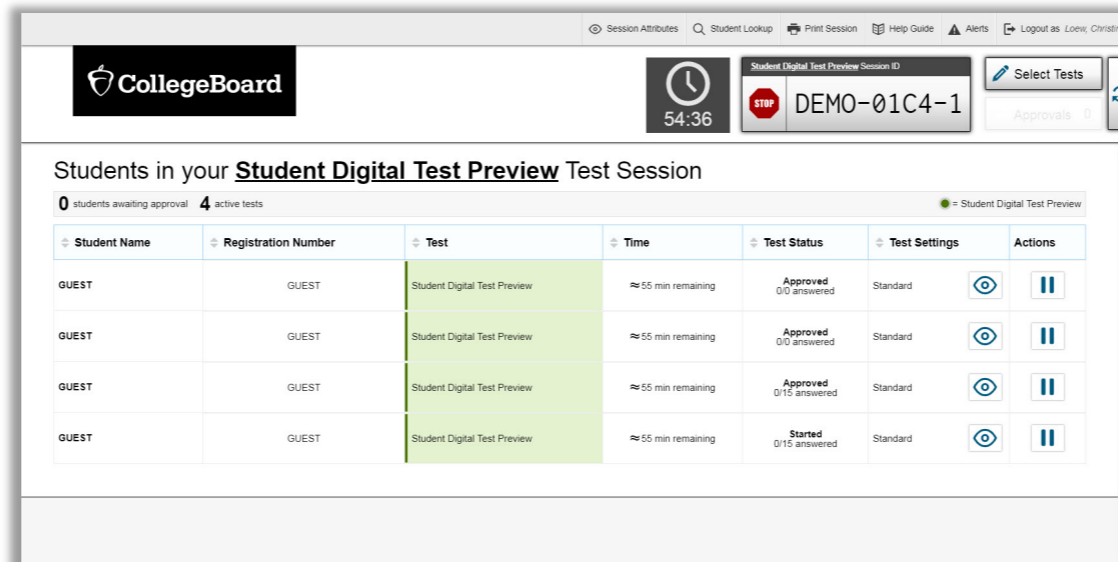 Session Attributes Student Lookup Print Session Help Guide Alerts Logout as Loew, Christin
CollegeBoard
54:36
Student Digital Test Preview Session ID
STOP DEMO-01C4-1
Select Tests
Approvals 0
Students in your Student Digital Test Preview Test Session
0 students awaiting approval 4 active tests = Student Digital Test Preview
Student Name Registration Number Test Time Test Status Test Settings Actions
GUEST GUEST Student Digital Test Preview ≈55 min remaining Approved Standard
0/0 answered
GUEST GUEST Student Digital Test Preview ≈55 min remaining Approved Standard
0/0 answered
GUEST GUEST Student Digital Test Preview ≈55 min remaining Approved Standard
0/15 answered
GUEST GUEST Student Digital Test Preview ≈55 min remaining Started Standard
0/15 answered